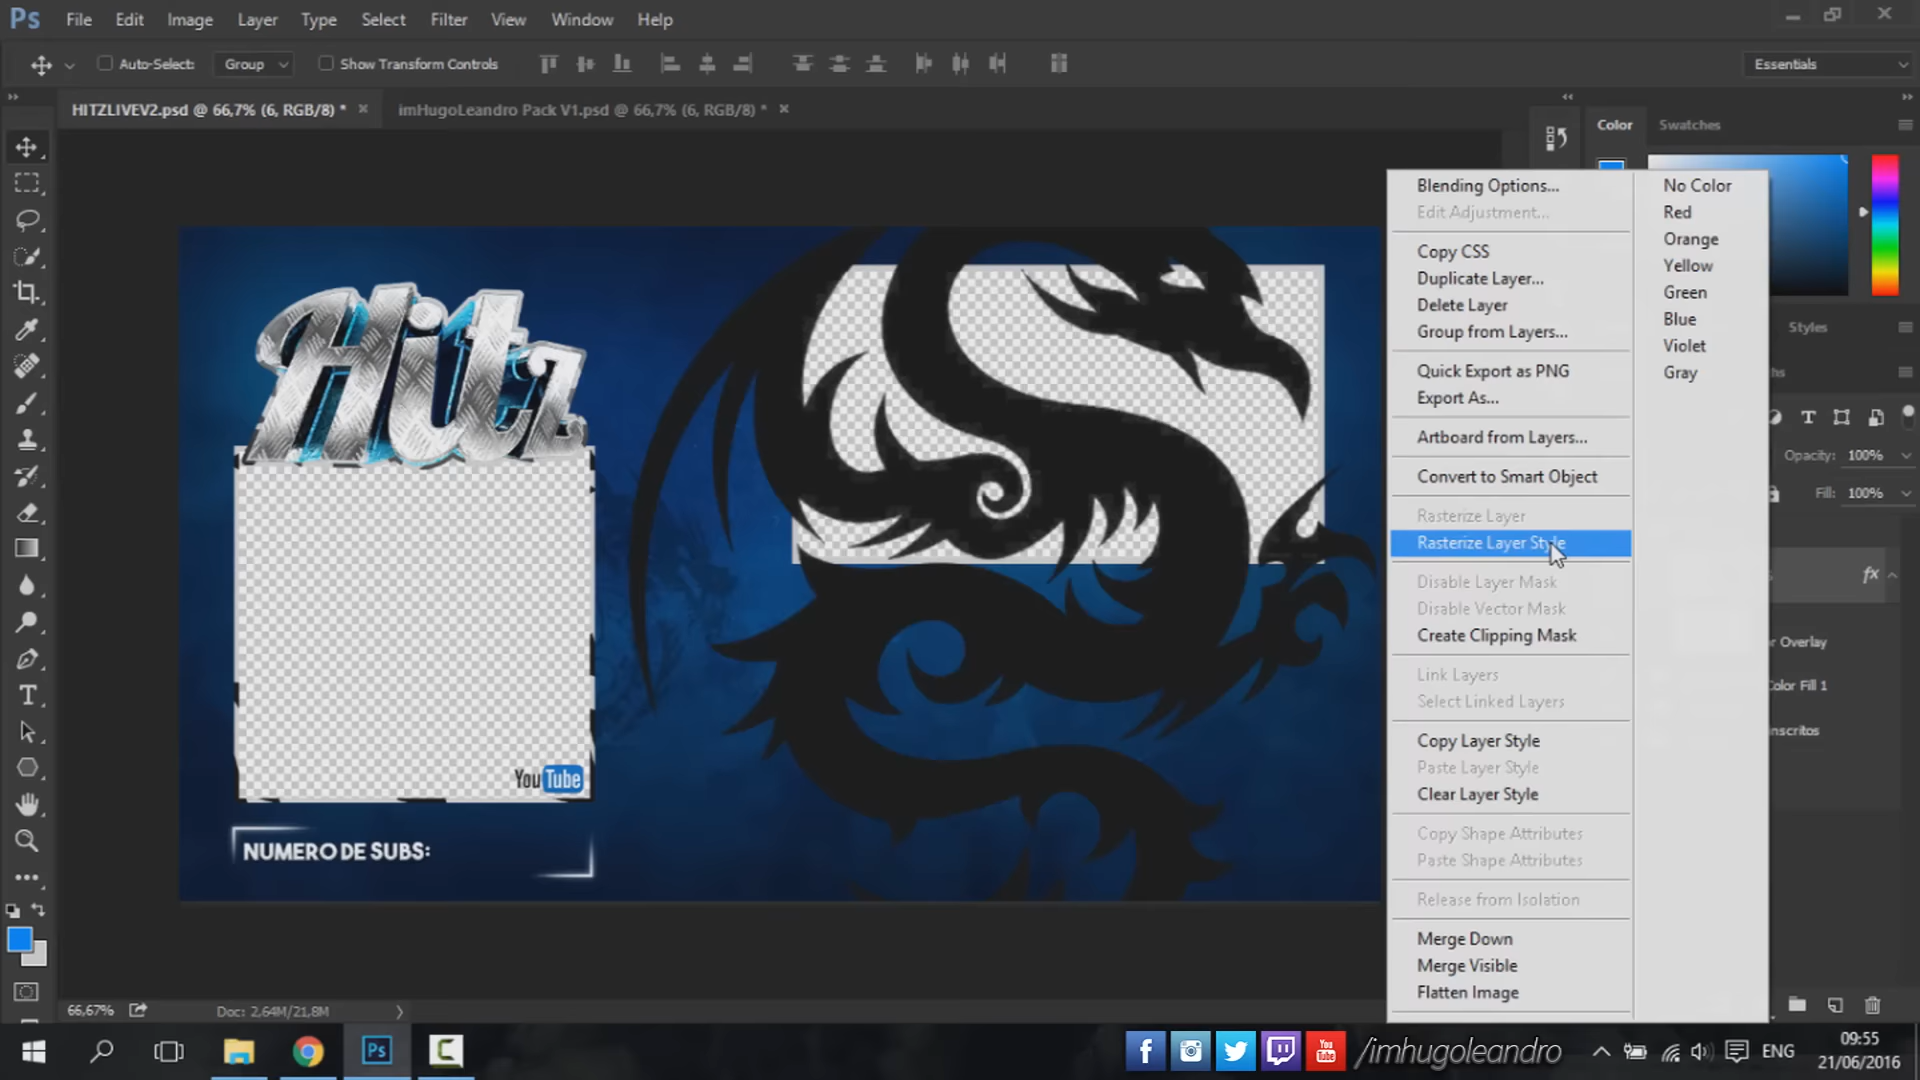 Ps File Edit Image Layer Type Select Filter View Window Help
Auto-Select: Group Show Transform Controls Essentials
HITZLIVEV2.psd @ 66,7% (6, RGB/8) * × imHugoLeandro Pack V1.psd @ 66,7% (6, RGB/8) * ×
Color Swatches
Blending Options...
Edit Adjustment...
Copy CSS
Duplicate Layer...
Delete Layer
Group from Layers...
Quick Export as PNG
Export As...
Artboard from Layers...
Convert to Smart Object
Rasterize Layer
Rasterize Layer Style
Disable Layer Mask
Disable Vector Mask
Create Clipping Mask
Link Layers
Select Linked Layers
Copy Layer Style
Paste Layer Style
Clear Layer Style
Copy Shape Attributes
Paste Shape Attributes
Release from Isolation
Merge Down
Merge Visible
Flatten Image
No Color
Red
Orange
Yellow
Green
Blue
Violet
Gray
Styles
hs
Opacity: 100%
Fill: 100%
fx
r Overlay
Color Fill 1
nscritos
Hitz
YouTube
NUMERO DE SUBS:
66,67% Doc: 2,64M/21,8M
Ps
You Tube
/imhugoleandro
ENG
09:55
21/06/2016